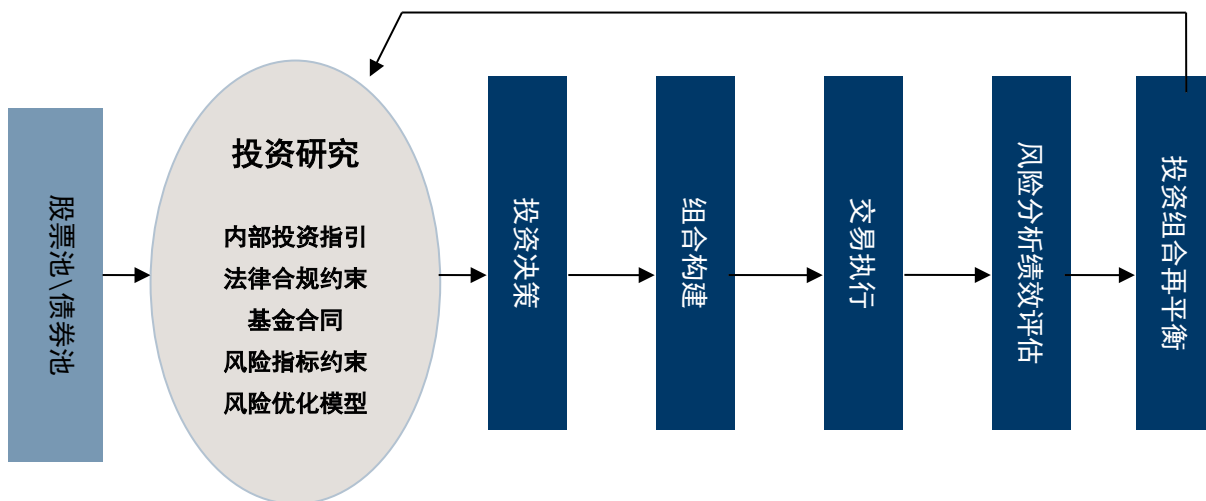 股票池\债券池
投资研究
内部投资指引
法律合规约束
基金合同
风险指标约束
风险优化模型
投资决策
组合构建
交易执行
风险分析绩效评估
投资组合再平衡